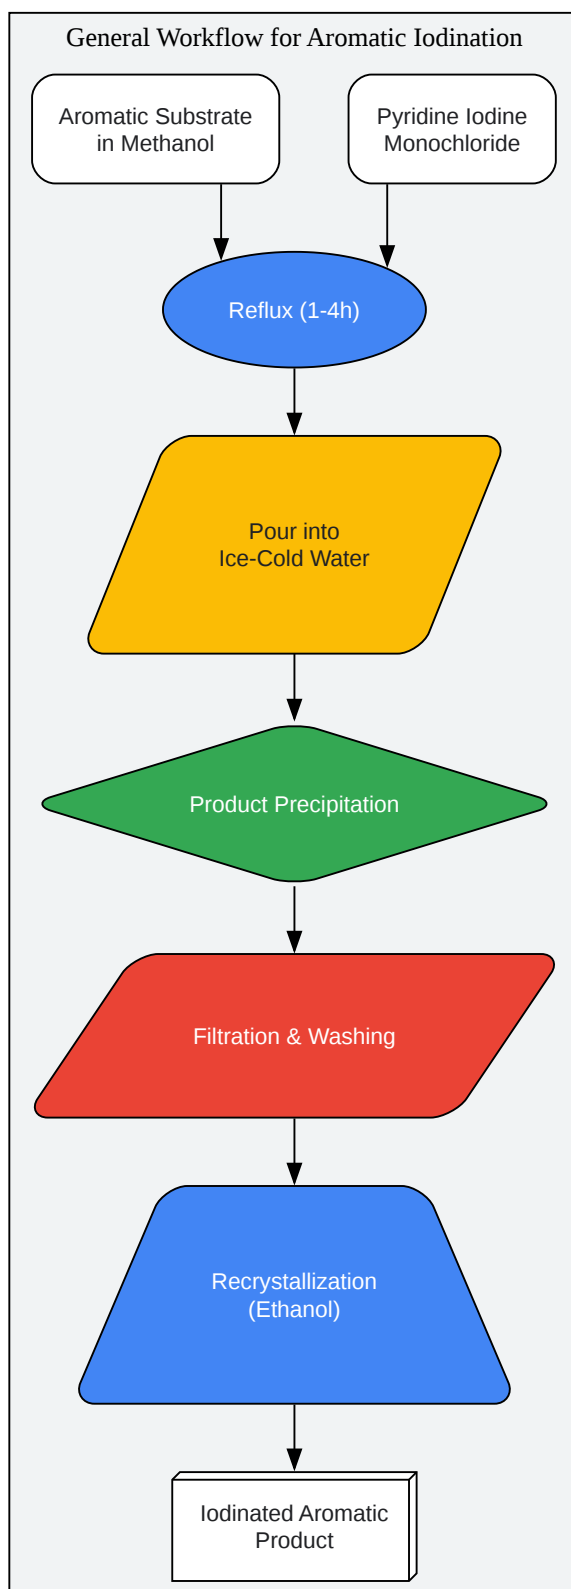 General Workflow for Aromatic Iodination
Aromatic Substrate
in Methanol
Pyridine Iodine
Monochloride
Reflux (1-4h)
Pour into
Ice-Cold Water
Product Precipitation
Filtration & Washing
Recrystallization
(Ethanol)
Iodinated Aromatic
Product